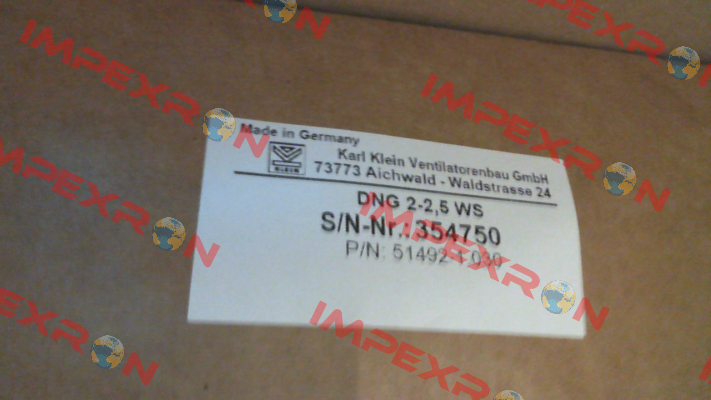 Made in Germany
KLEIN
Karl Klein Ventilatorenbau GmbH
73773 Aichwald - Waldstrasse 24
DNG 2-2,5 WS
S/N-Nr.: 354750
P/N: 51492-1.030
IMPEXRON
IMPEXRON
IMPEXRON
IMPEXRON
IMPEXRON